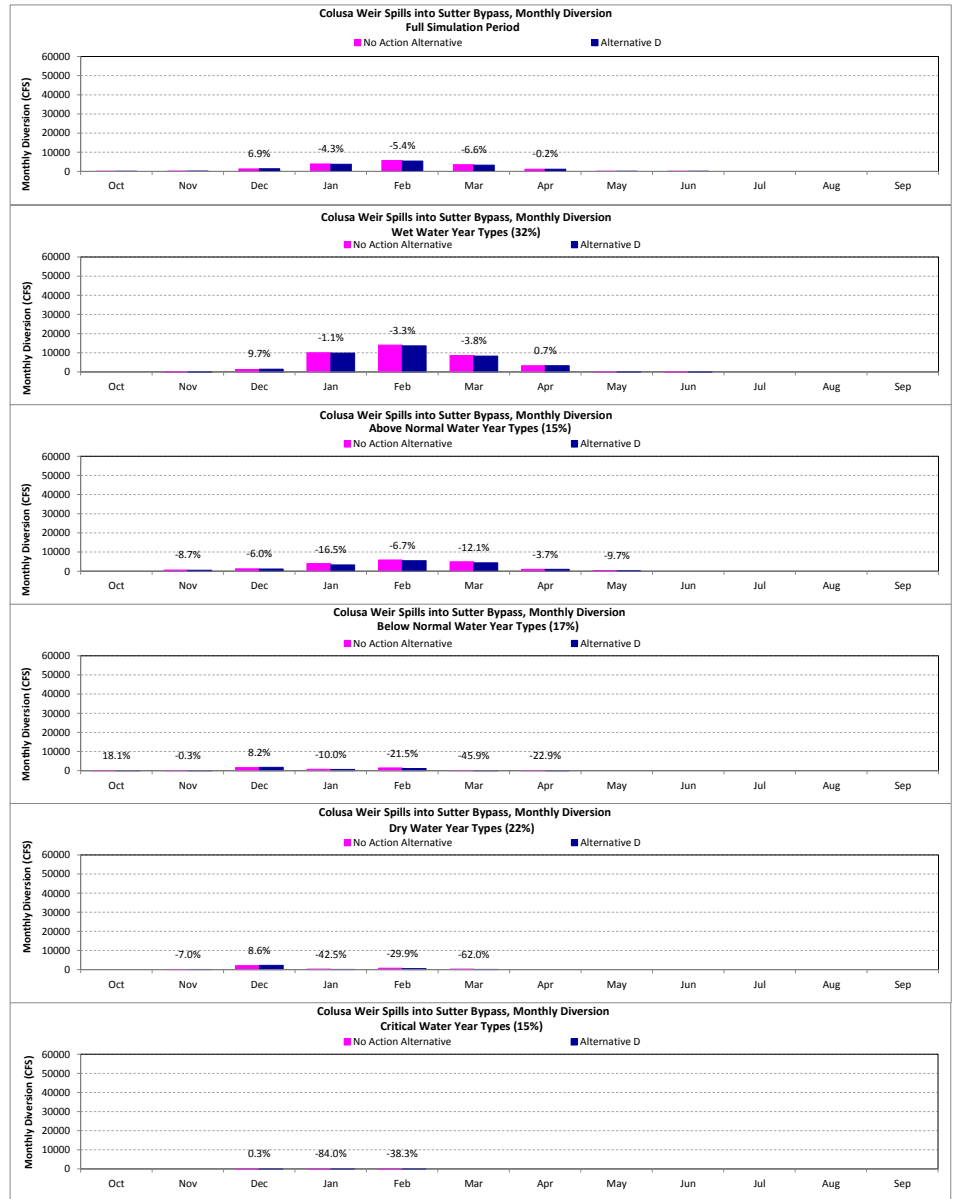 Colusa Weir Spills into Sutter Bypass, Monthly Diversion
Full Simulation Period
No Action Alternative Alternative D
Monthly Diversion (CFS)
60000
50000
40000
30000
20000
10000
0
6.9% -4.3% -5.4% -6.6% -0.2%
Oct Nov Dec Jan Feb Mar Apr May Jun Jul Aug Sep
Colusa Weir Spills into Sutter Bypass, Monthly Diversion
Wet Water Year Types (32%)
No Action Alternative Alternative D
Monthly Diversion (CFS)
60000
50000
40000
30000
20000
10000
0
9.7% -1.1% -3.3% -3.8% 0.7%
Oct Nov Dec Jan Feb Mar Apr May Jun Jul Aug Sep
Colusa Weir Spills into Sutter Bypass, Monthly Diversion
Above Normal Water Year Types (15%)
No Action Alternative Alternative D
Monthly Diversion (CFS)
60000
50000
40000
30000
20000
10000
0
-8.7% -6.0% -16.5% -6.7% -12.1% -3.7% -9.7%
Oct Nov Dec Jan Feb Mar Apr May Jun Jul Aug Sep
Colusa Weir Spills into Sutter Bypass, Monthly Diversion
Below Normal Water Year Types (17%)
No Action Alternative Alternative D
Monthly Diversion (CFS)
60000
50000
40000
30000
20000
10000
0
18.1% -0.3% 8.2% -10.0% -21.5% -45.9% -22.9%
Oct Nov Dec Jan Feb Mar Apr May Jun Jul Aug Sep
Colusa Weir Spills into Sutter Bypass, Monthly Diversion
Dry Water Year Types (22%)
No Action Alternative Alternative D
Monthly Diversion (CFS)
60000
50000
40000
30000
20000
10000
0
-7.0% 8.6% -42.5% -29.9% -62.0%
Oct Nov Dec Jan Feb Mar Apr May Jun Jul Aug Sep
Colusa Weir Spills into Sutter Bypass, Monthly Diversion
Critical Water Year Types (15%)
No Action Alternative Alternative D
Monthly Diversion (CFS)
60000
50000
40000
30000
20000
10000
0
0.3% -84.0% -38.3%
Oct Nov Dec Jan Feb Mar Apr May Jun Jul Aug Sep